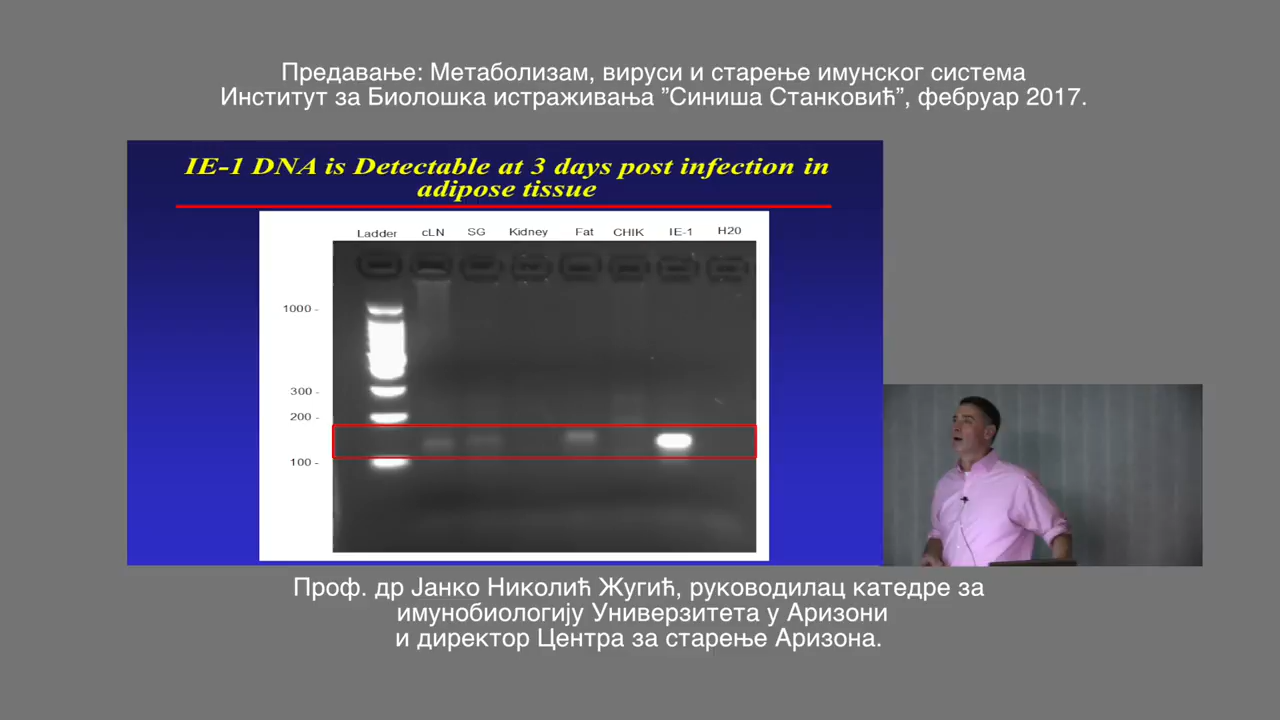 Предавање: Метаболизам, вируси и старење имунског система
Институт за Биолошка истраживања ”Синиша Станковић”, фебруар 2017.
IE-1 DNA is Detectable at 3 days post infection in
adipose tissue
Ladder cLN SG Kidney Fat CHIK IE-1 H20
1000 -
300 -
200 -
100 -
Проф. др Јанко Николић Жугић, руководилац катедре за
имунобиологију Универзитета у Аризони
и директор Центра за старење Аризона.